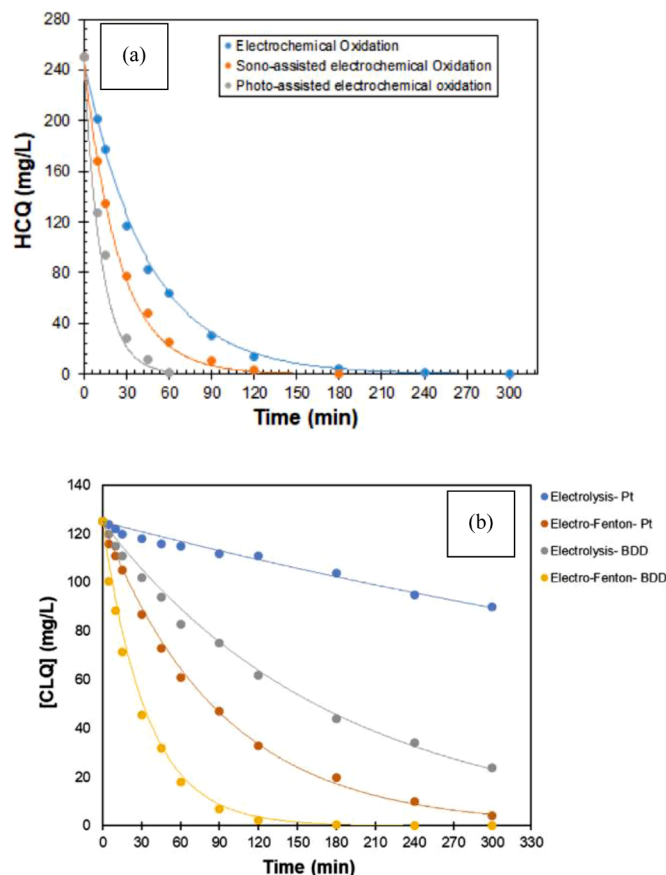 (a)
Electrochemical Oxidation
Sono-assisted electrochemical Oxidation
Photo-assisted electrochemical oxidation
280
240
200
160
120
80
40
0
HCQ (mg/L)
0 30 60 90 120 150 180 210 240 270 300
Time (min)
(b)
Electrolysis- Pt
Electro-Fenton- Pt
Electrolysis- BDD
Electro-Fenton- BDD
140
120
100
80
60
40
20
0
[CLQ] (mg/L)
0 30 60 90 120 150 180 210 240 270 300 330
Time (min)